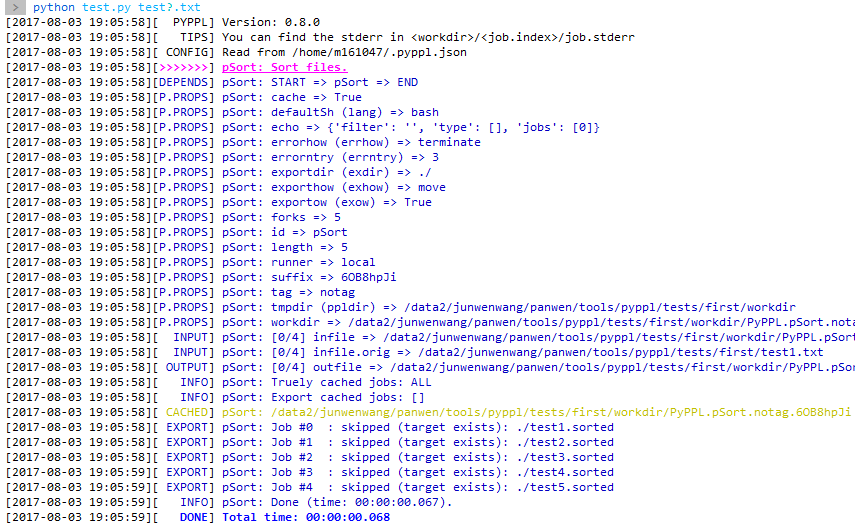 > python test.py test?.txt
[2017-08-03 19:05:58][  PYPPL] Version: 0.8.0
[2017-08-03 19:05:58][   TIPS] You can find the stderr in <workdir>/<job.index>/job.stderr
[2017-08-03 19:05:58][ CONFIG] Read from /home/m161047/.pyppl.json
[2017-08-03 19:05:58][>>>>>>>] pSort: Sort files.
[2017-08-03 19:05:58][DEPENDS] pSort: START => pSort => END
[2017-08-03 19:05:58][P.PROPS] pSort: cache => True
[2017-08-03 19:05:58][P.PROPS] pSort: defaultSh (lang) => bash
[2017-08-03 19:05:58][P.PROPS] pSort: echo => {'filter': '', 'type': [], 'jobs': [0]}
[2017-08-03 19:05:58][P.PROPS] pSort: errorhow (errhow) => terminate
[2017-08-03 19:05:58][P.PROPS] pSort: errorntry (errntry) => 3
[2017-08-03 19:05:58][P.PROPS] pSort: exportdir (exdir) => ./
[2017-08-03 19:05:58][P.PROPS] pSort: exporthow (exhow) => move
[2017-08-03 19:05:58][P.PROPS] pSort: exportow (exow) => True
[2017-08-03 19:05:58][P.PROPS] pSort: forks => 5
[2017-08-03 19:05:58][P.PROPS] pSort: id => pSort
[2017-08-03 19:05:58][P.PROPS] pSort: length => 5
[2017-08-03 19:05:58][P.PROPS] pSort: runner => local
[2017-08-03 19:05:58][P.PROPS] pSort: suffix => 6OB8hpJi
[2017-08-03 19:05:58][P.PROPS] pSort: tag => notag
[2017-08-03 19:05:58][P.PROPS] pSort: tmpdir (ppldir) => /data2/junwenwang/panwen/tools/pyppl/tests/first/workdir
[2017-08-03 19:05:58][P.PROPS] pSort: workdir => /data2/junwenwang/panwen/tools/pyppl/tests/first/workdir/PyPPL.pSort.nota
[2017-08-03 19:05:58][  INPUT] pSort: [0/4] infile => /data2/junwenwang/panwen/tools/pyppl/tests/first/workdir/PyPPL.pSort
[2017-08-03 19:05:58][  INPUT] pSort: [0/4] infile.orig => /data2/junwenwang/panwen/tools/pyppl/tests/first/test1.txt
[2017-08-03 19:05:58][ OUTPUT] pSort: [0/4] outfile => /data2/junwenwang/panwen/tools/pyppl/tests/first/workdir/PyPPL.pSor
[2017-08-03 19:05:58][   INFO] pSort: Truely cached jobs: ALL
[2017-08-03 19:05:58][   INFO] pSort: Export cached jobs: []
[2017-08-03 19:05:58][ CACHED] pSort: /data2/junwenwang/panwen/tools/pyppl/tests/first/workdir/PyPPL.pSort.notag.6OB8hpJi
[2017-08-03 19:05:58][ EXPORT] pSort: Job #0  : skipped (target exists): ./test1.sorted
[2017-08-03 19:05:58][ EXPORT] pSort: Job #1  : skipped (target exists): ./test2.sorted
[2017-08-03 19:05:58][ EXPORT] pSort: Job #2  : skipped (target exists): ./test3.sorted
[2017-08-03 19:05:59][ EXPORT] pSort: Job #3  : skipped (target exists): ./test4.sorted
[2017-08-03 19:05:59][ EXPORT] pSort: Job #4  : skipped (target exists): ./test5.sorted
[2017-08-03 19:05:59][   INFO] pSort: Done (time: 00:00:00.067).
[2017-08-03 19:05:59][   DONE] Total time: 00:00:00.068